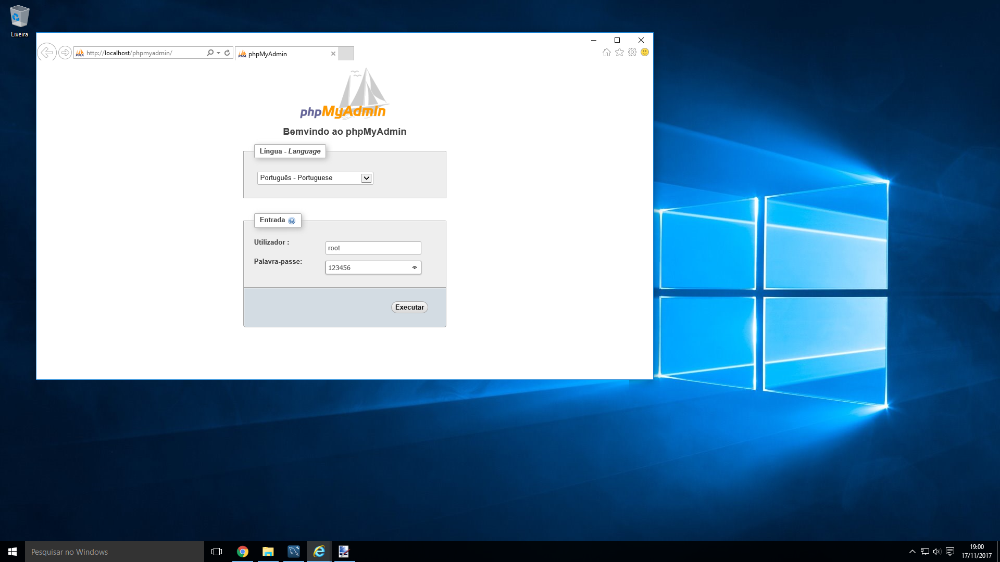 Lixeira
http://localhost/phpmyadmin/
PMA phpMyAdmin
phpMyAdmin
Bemvindo ao phpMyAdmin
Língua - Language
Português - Portuguese
Entrada
Utilizador :
root
Palavra-passe:
123456
Executar
Pesquisar no Windows
19:00
17/11/2017